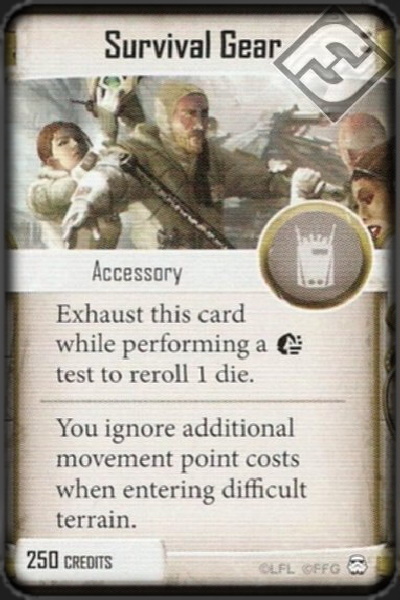 Survival Gear
Accessory
Exhaust this card
while performing a
test to reroll 1 die.
You ignore additional
movement point costs
when entering difficult
terrain.
250 CREDITS
©LFL ©FFG